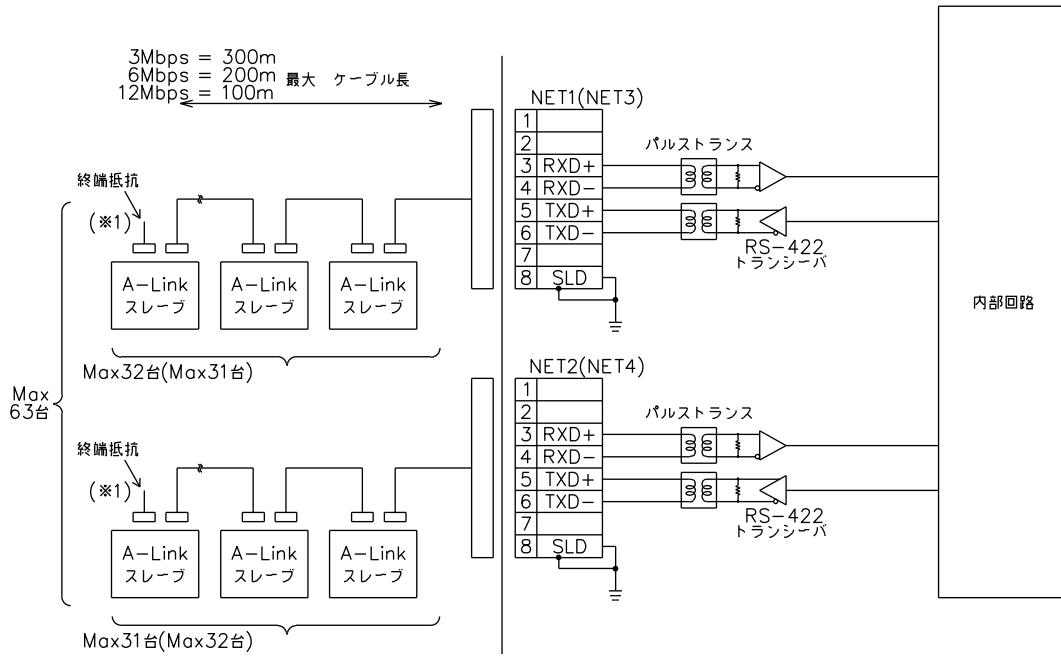 3Mbps = 300m
6Mbps = 200m 最大 ケーブル長
12Mbps = 100m
終端抵抗
(※1)
A-Link
スレーブ
A-Link
スレーブ
A-Link
スレーブ
Max32台(Max31台)
Max
63台
終端抵抗
(※1)
A-Link
スレーブ
A-Link
スレーブ
A-Link
スレーブ
Max31台(Max32台)
NET1(NET3)
1
2
3 RXD+
4 RXD-
5 TXD+
6 TXD-
7
8 SLD
パルストランス
RS-422
トランシーバ
NET2(NET4)
1
2
3 RXD+
4 RXD-
5 TXD+
6 TXD-
7
8 SLD
パルストランス
RS-422
トランシーバ
内部回路